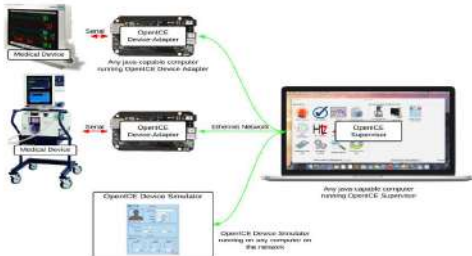 Serial
OpenICE
Device-Adapter
Medical Device
Any java-capable computer
running OpenICE Device Adapter
Serial
OpenICE
Device-Adapter
Ethernet Network
OpenICE
Supervisor
Medical Device
Any java-capable computer
running OpenICE Supervisor
OpenICE Device Simulator
OpenICE Device Simulator
running on any computer on
the network